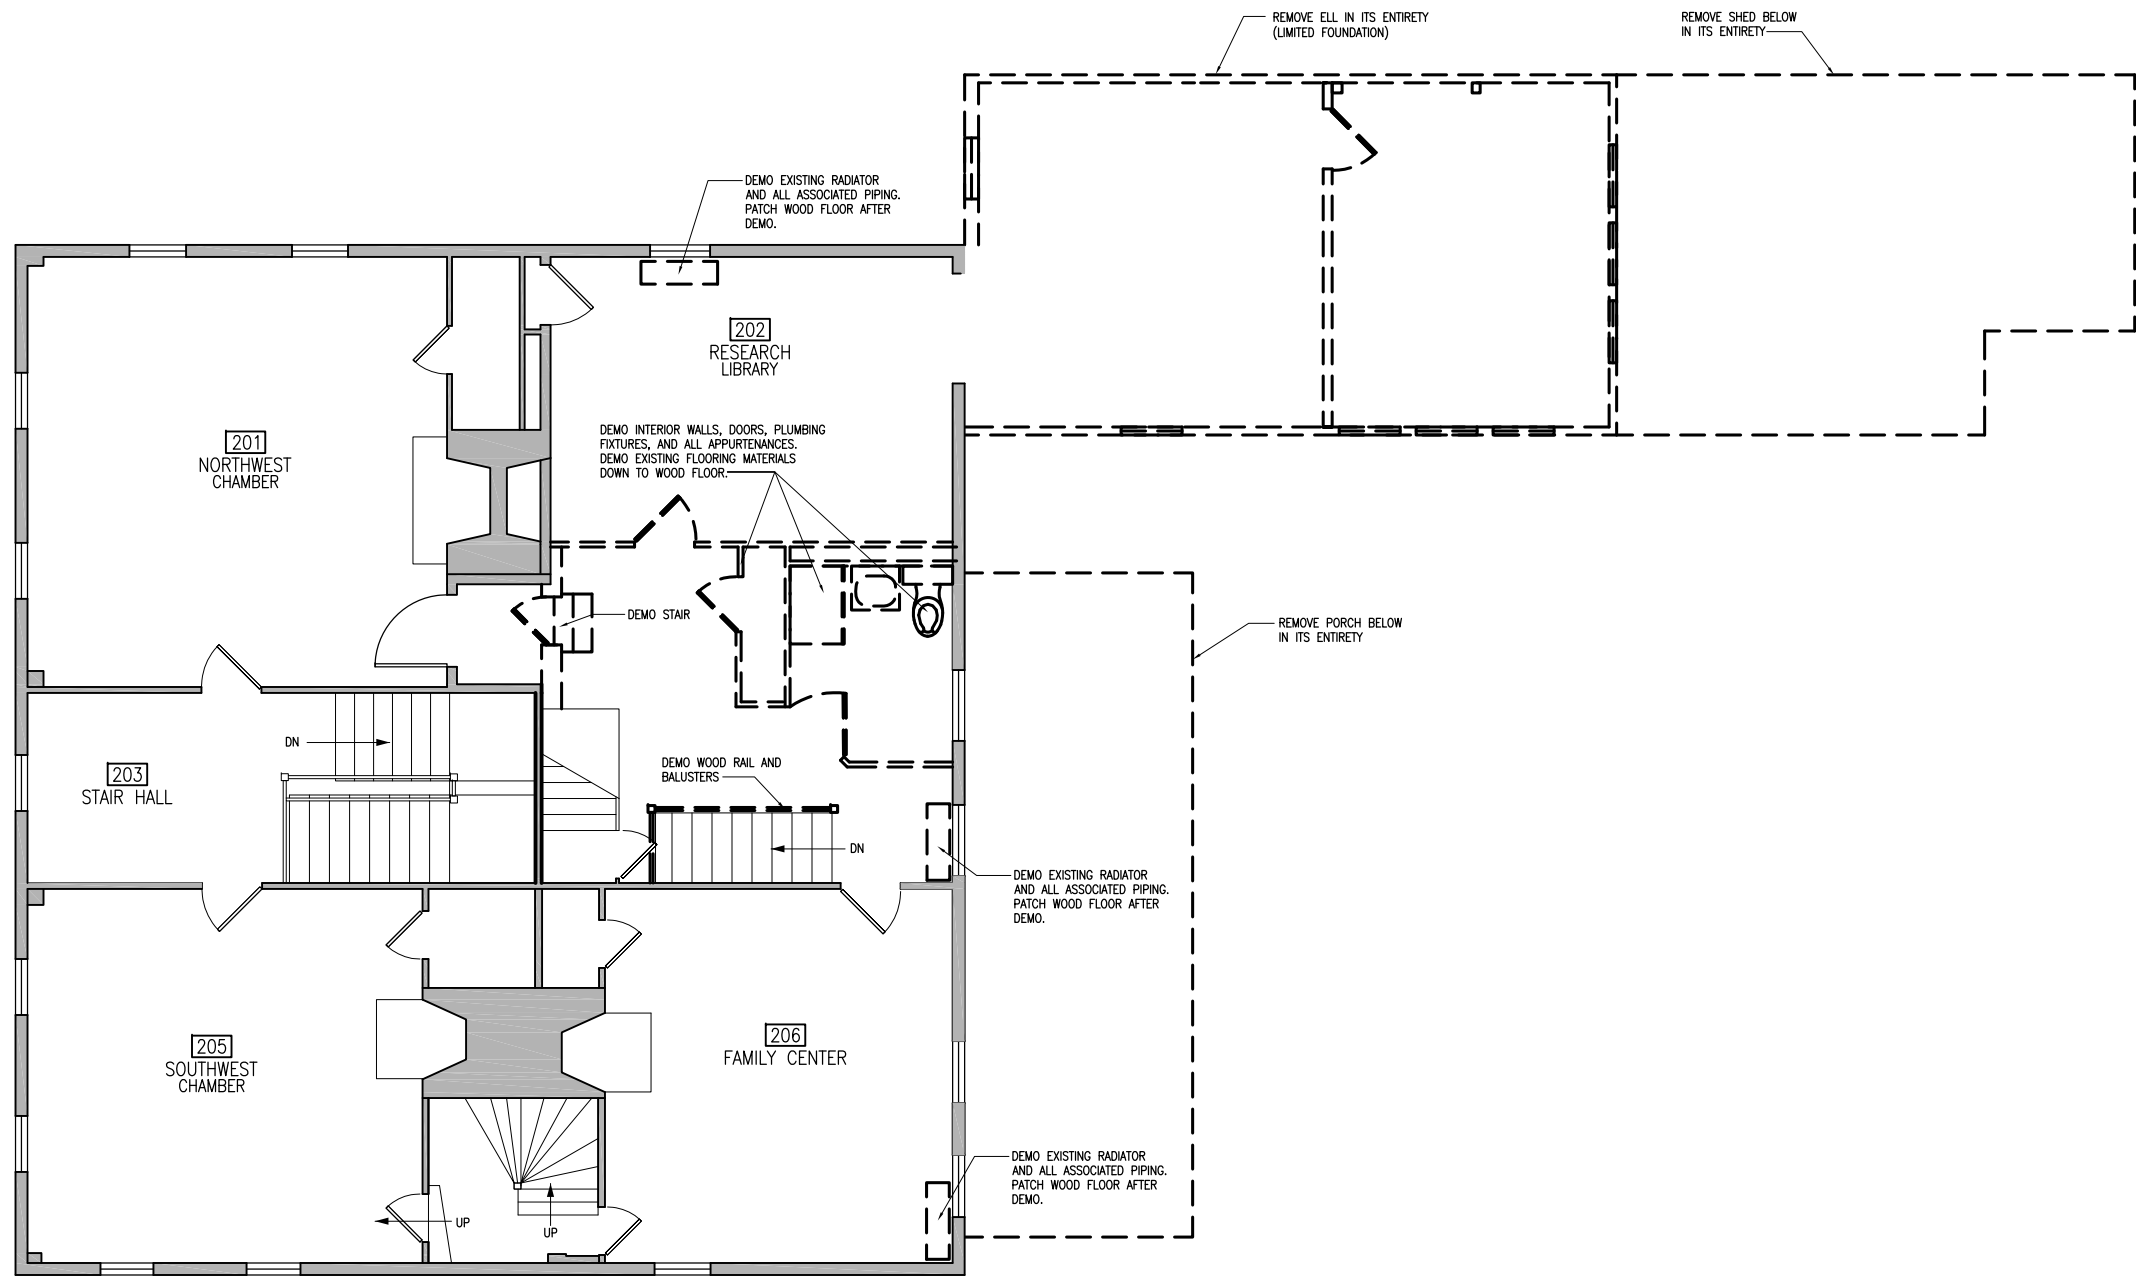 REMOVE ELL IN ITS ENTIRETY
(LIMITED FOUNDATION)
REMOVE SHED BELOW
IN ITS ENTIRETY
DEMO EXISTING RADIATOR
AND ALL ASSOCIATED PIPING.
PATCH WOOD FLOOR AFTER
DEMO.
202
RESEARCH
LIBRARY
201
NORTHWEST
CHAMBER
DEMO INTERIOR WALLS, DOORS, PLUMBING
FIXTURES, AND ALL APPURTENANCES.
DEMO EXISTING FLOORING MATERIALS
DOWN TO WOOD FLOOR.
DEMO STAIR
REMOVE PORCH BELOW
IN ITS ENTIRETY
DN
203
STAIR HALL
DEMO WOOD RAIL AND
BALUSTERS
DN
DEMO EXISTING RADIATOR
AND ALL ASSOCIATED PIPING.
PATCH WOOD FLOOR AFTER
DEMO.
205
SOUTHWEST
CHAMBER
206
FAMILY CENTER
DEMO EXISTING RADIATOR
AND ALL ASSOCIATED PIPING.
PATCH WOOD FLOOR AFTER
DEMO.
UP
UP